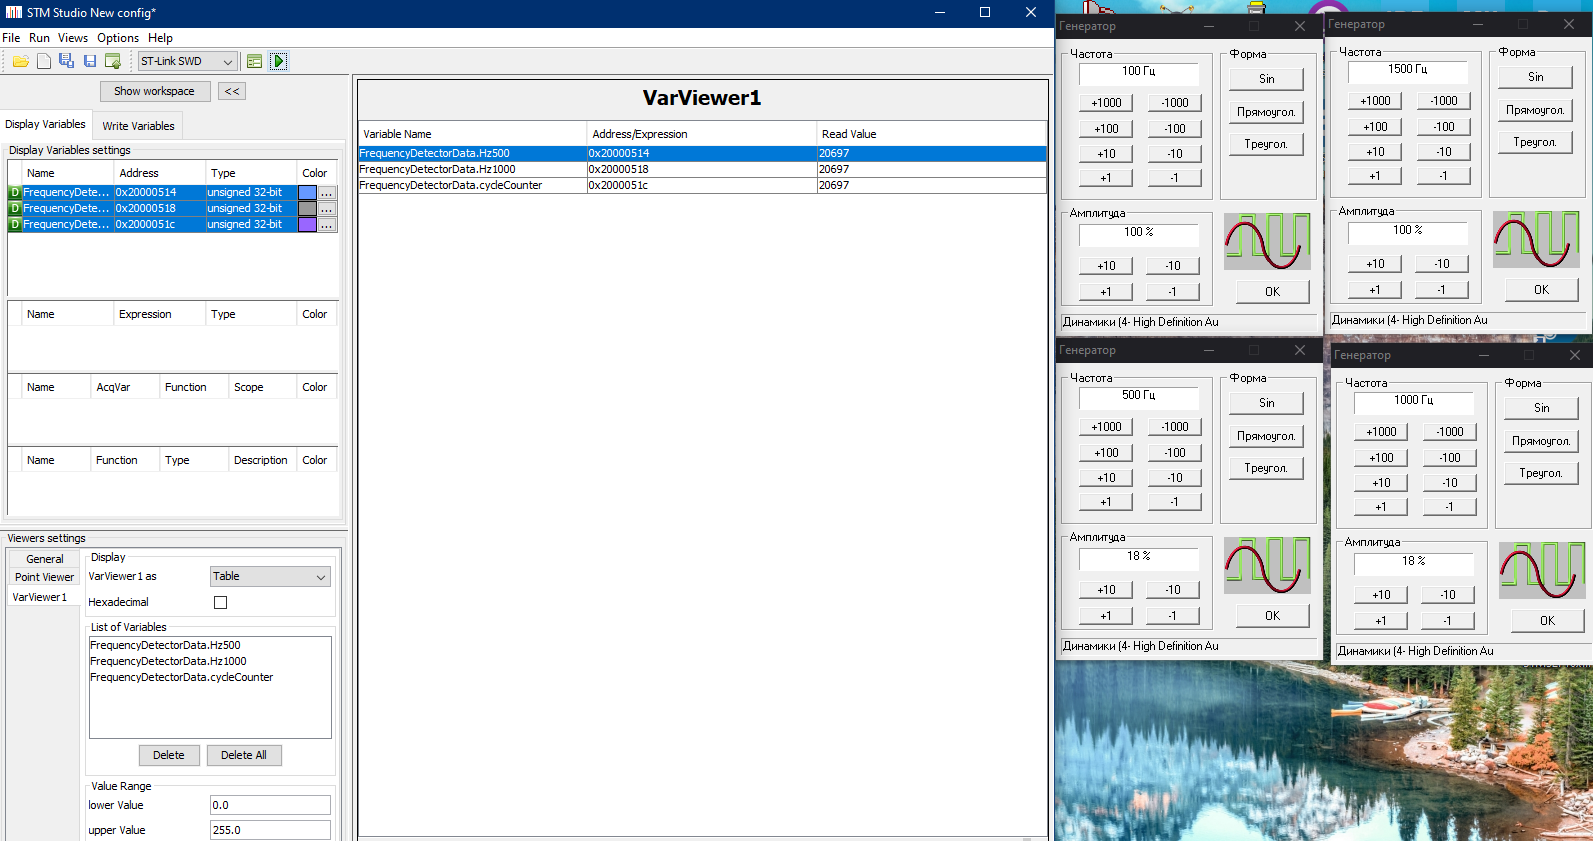 STM Studio New config*
File Run Views Options Help
ST-Link SWD
Show workspace <<
Display Variables Write Variables
Display Variables settings
Name Address Type Color
D FrequencyDete... 0x20000514 unsigned 32-bit ...
D FrequencyDete... 0x20000518 unsigned 32-bit ...
D FrequencyDete... 0x2000051c unsigned 32-bit ...
Name Expression Type Color
Name AcqVar Function Scope Color
Name Function Type Description Color
Viewers settings
General
Point Viewer
VarViewer1
Display
VarViewer1 as Table
Hexadecimal
List of Variables
FrequencyDetectorData.Hz500
FrequencyDetectorData.Hz1000
FrequencyDetectorData.cycleCounter
Delete Delete All
Value Range
lower Value 0.0
upper Value 255.0
VarViewer1
Variable Name Address/Expression Read Value
FrequencyDetectorData.Hz500 0x20000514 20697
FrequencyDetectorData.Hz1000 0x20000518 20697
FrequencyDetectorData.cycleCounter 0x2000051c 20697
Генератор
Частота
100 Гц
+1000 -1000
+100 -100
+10 -10
+1 -1
Форма
Sin
Прямоугол.
Треугол.
Амплитуда
100 %
+10 -10
+1 -1
OK
Динамики (4- High Definition Au
Генератор
Частота
1500 Гц
+1000 -1000
+100 -100
+10 -10
+1 -1
Форма
Sin
Прямоугол.
Треугол.
Амплитуда
100 %
+10 -10
+1 -1
OK
Динамики (4- High Definition Au
Генератор
Частота
500 Гц
+1000 -1000
+100 -100
+10 -10
+1 -1
Форма
Sin
Прямоугол.
Треугол.
Амплитуда
18 %
+10 -10
+1 -1
OK
Динамики (4- High Definition Au
Генератор
Частота
1000 Гц
+1000 -1000
+100 -100
+10 -10
+1 -1
Форма
Sin
Прямоугол.
Треугол.
Амплитуда
18 %
+10 -10
+1 -1
OK
Динамики (4- High Definition Au